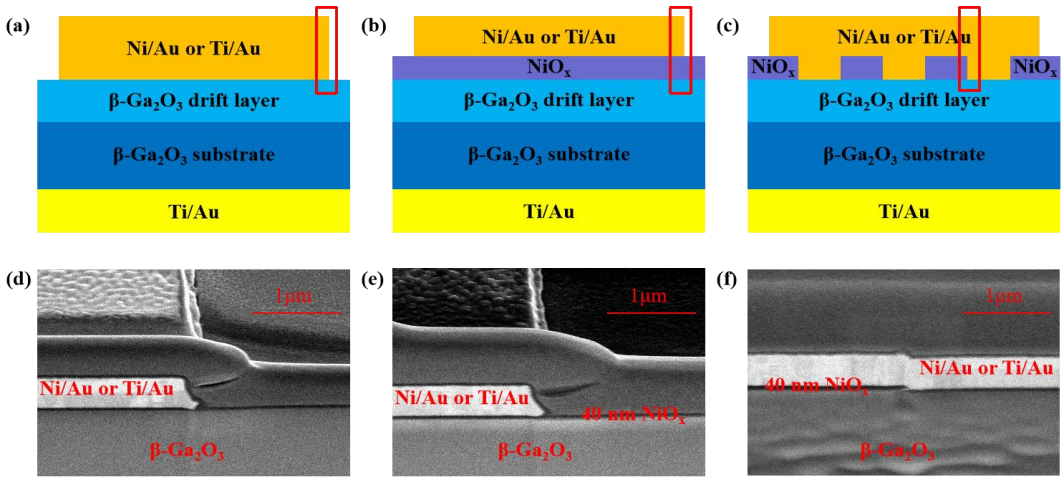 (a)
Ni/Au or Ti/Au
β-Ga₂O₃ drift layer
β-Ga₂O₃ substrate
Ti/Au
(b)
Ni/Au or Ti/Au
NiOₓ
β-Ga₂O₃ drift layer
β-Ga₂O₃ substrate
Ti/Au
(c)
Ni/Au or Ti/Au
NiOₓ NiOₓ
β-Ga₂O₃ drift layer
β-Ga₂O₃ substrate
Ti/Au
(d)
1μm
Ni/Au or Ti/Au
β-Ga₂O₃
(e)
1μm
Ni/Au or Ti/Au
40 nm NiOₓ
β-Ga₂O₃
(f)
1μm
Ni/Au or Ti/Au
40 nm NiOₓ
β-Ga₂O₃